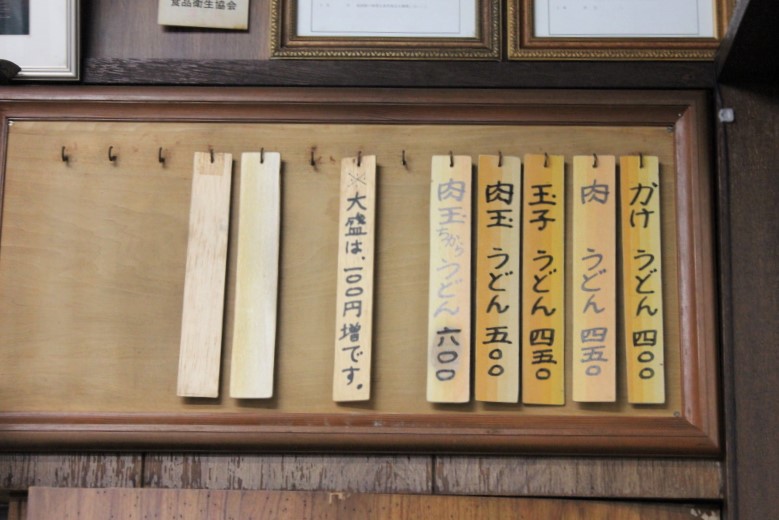 食品衛生協会
かけ うどん 四〇〇
肉 うどん 四五〇
玉子 うどん 四五〇
肉玉 うどん 五〇〇
肉玉ちからうどん 六〇〇
※大盛は、一〇〇円増です。